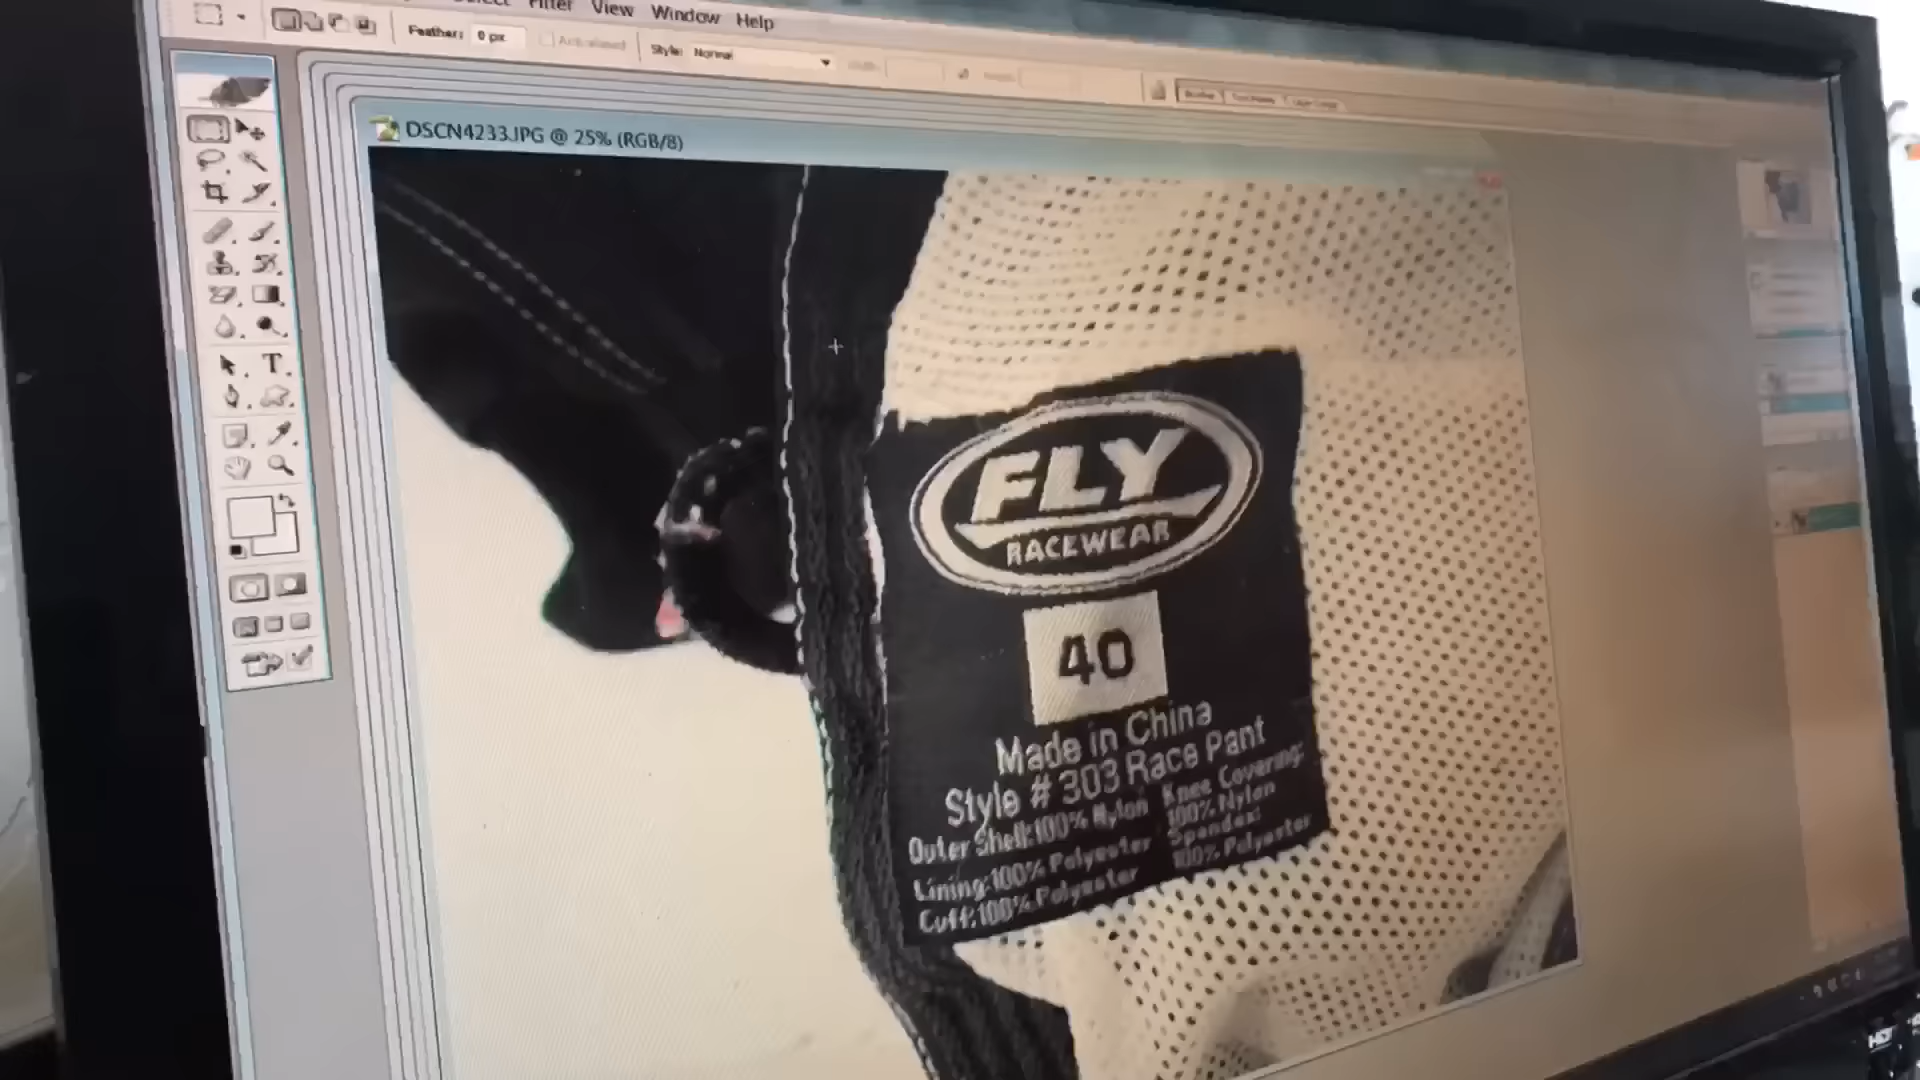 Filter View Window Help
Feather: 0 px Anti-aliased Style: Normal
DSCN4233.JPG @ 25% (RGB/8)
FLY
RACEWEAR
40
Made in China
Style # 303 Race Pant
Outer Shell:100% Nylon Knee Covering:
100% Nylon
Lining:100% Polyester Spandex:
Cuff:100% Polyester 100% Polyester